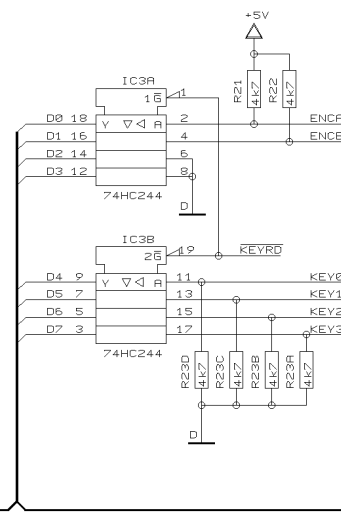 +5V
IC3A
1G 1
R21 4k7 R22 4k7
D0 18 Y A 2 ENCA
D1 16 4 ENCB
D2 14 6
D3 12 8
74HC244
D
IC3B
2G 19 KEYRD
D4 9 Y A 11 KEY0
D5 7 13 KEY1
D6 5 15 KEY2
D7 3 17 KEY3
74HC244
R23D 4k7 R23C 4k7 R23B 4k7 R23A 4k7
D